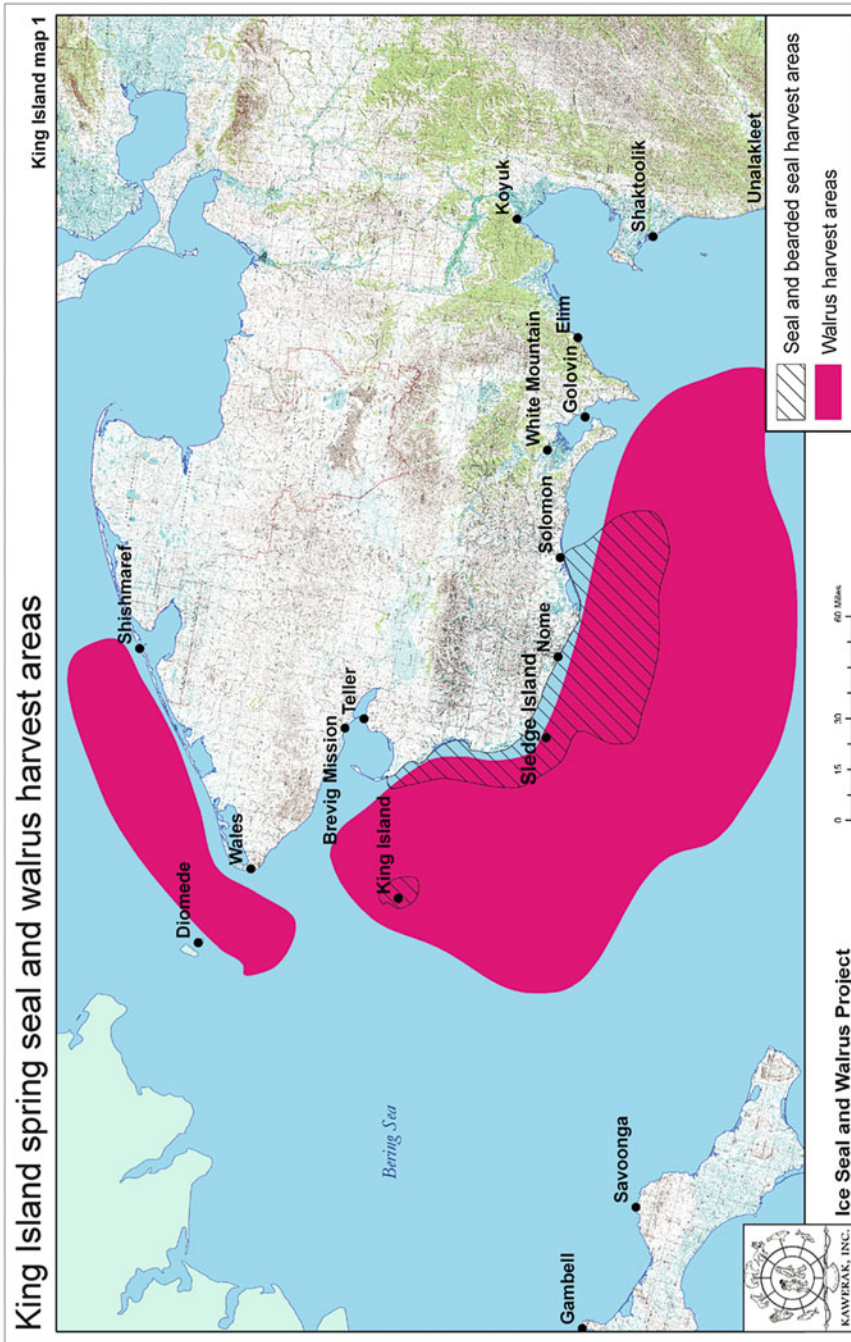 King Island spring seal and walrus harvest areas
King Island map 1
Shishmaref
Diomede
Wales
Brevig Mission
Teller
King Island
Koyuk
White Mountain
Elim
Golovin
Solomon
Nome
Sledge Island
Shaktoolik
Unalakleet
Bering Sea
Savoonga
Gambell
Seal and bearded seal harvest areas
Walrus harvest areas
0 15 30 60 Miles
KAWERAK, INC.
Ice Seal and Walrus Project